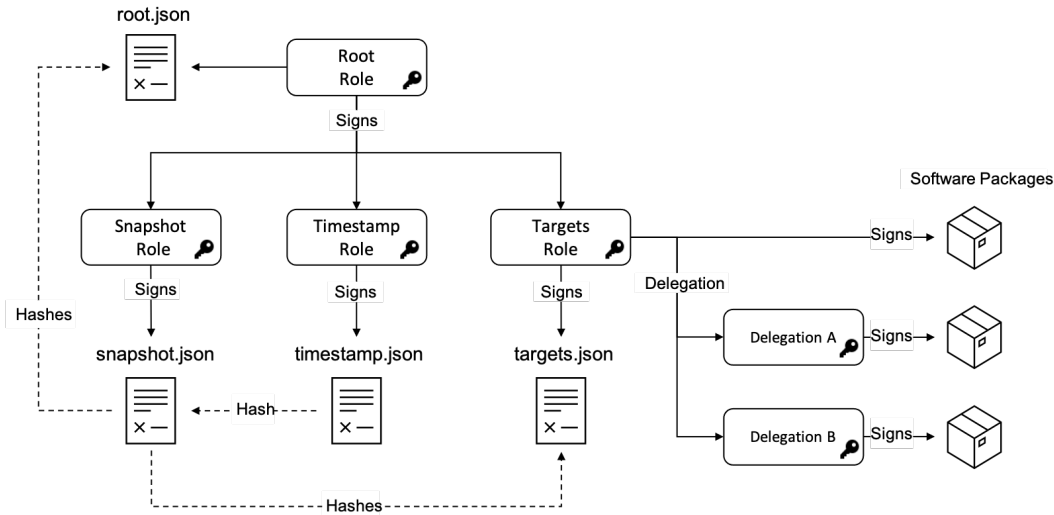 root.json
Root
Role
Signs
Software Packages
Snapshot
Role
Timestamp
Role
Targets
Role
Signs
Signs
Signs
Signs
Delegation
Hashes
Delegation A
Signs
snapshot.json
timestamp.json
targets.json
Hash
Delegation B
Signs
Hashes